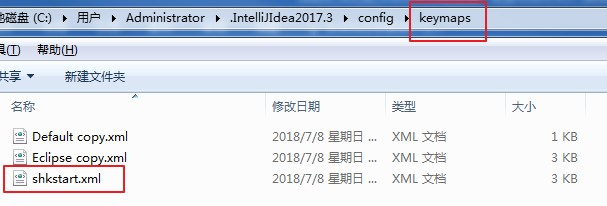 磁盘 (C:) ▸ 用户 ▸ Administrator ▸ .IntelliJIdea2017.3 ▸ config ▸ keymaps
(T) 帮助(H)
共享 ▼ 新建文件夹
名称 修改日期 类型 大小
Default copy.xml 2018/7/8 星期日 ... XML 文档 1 KB
Eclipse copy.xml 2018/7/8 星期日 ... XML 文档 3 KB
shkstart.xml 2018/7/8 星期日 ... XML 文档 3 KB